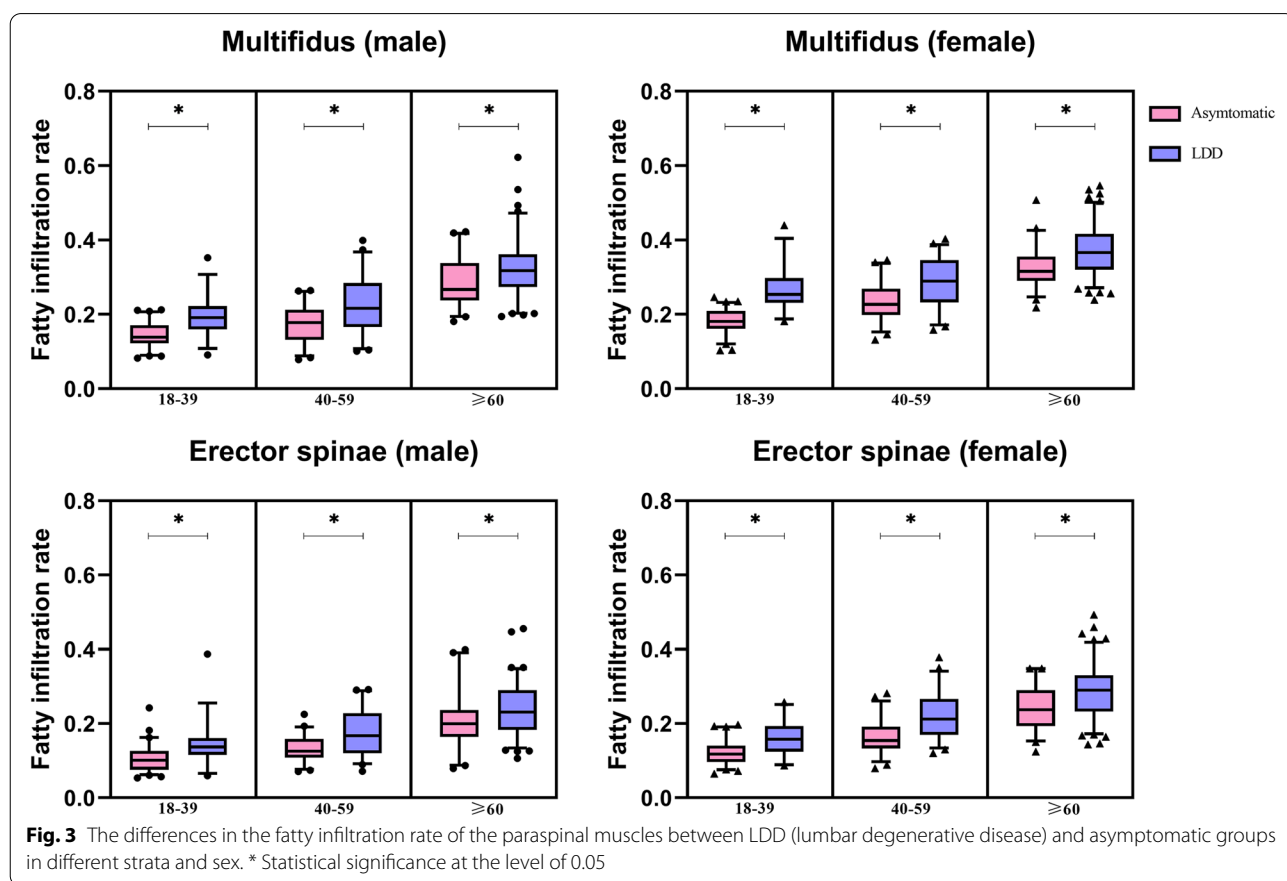 Multifidus (male)
Fatty infiltration rate
0.8
0.6
0.4
0.2
0.0
* * *
18-39 40-59 ⩾60
Multifidus (female)
Fatty infiltration rate
0.8
0.6
0.4
0.2
0.0
* * *
18-39 40-59 ⩾60
Asymtomatic
LDD
Erector spinae (male)
Fatty infiltration rate
0.8
0.6
0.4
0.2
0.0
* * *
18-39 40-59 ⩾60
Erector spinae (female)
Fatty infiltration rate
0.8
0.6
0.4
0.2
0.0
* * *
18-39 40-59 ⩾60
Fig. 3 The differences in the fatty infiltration rate of the paraspinal muscles between LDD (lumbar degenerative disease) and asymptomatic groups
in different strata and sex. * Statistical significance at the level of 0.05